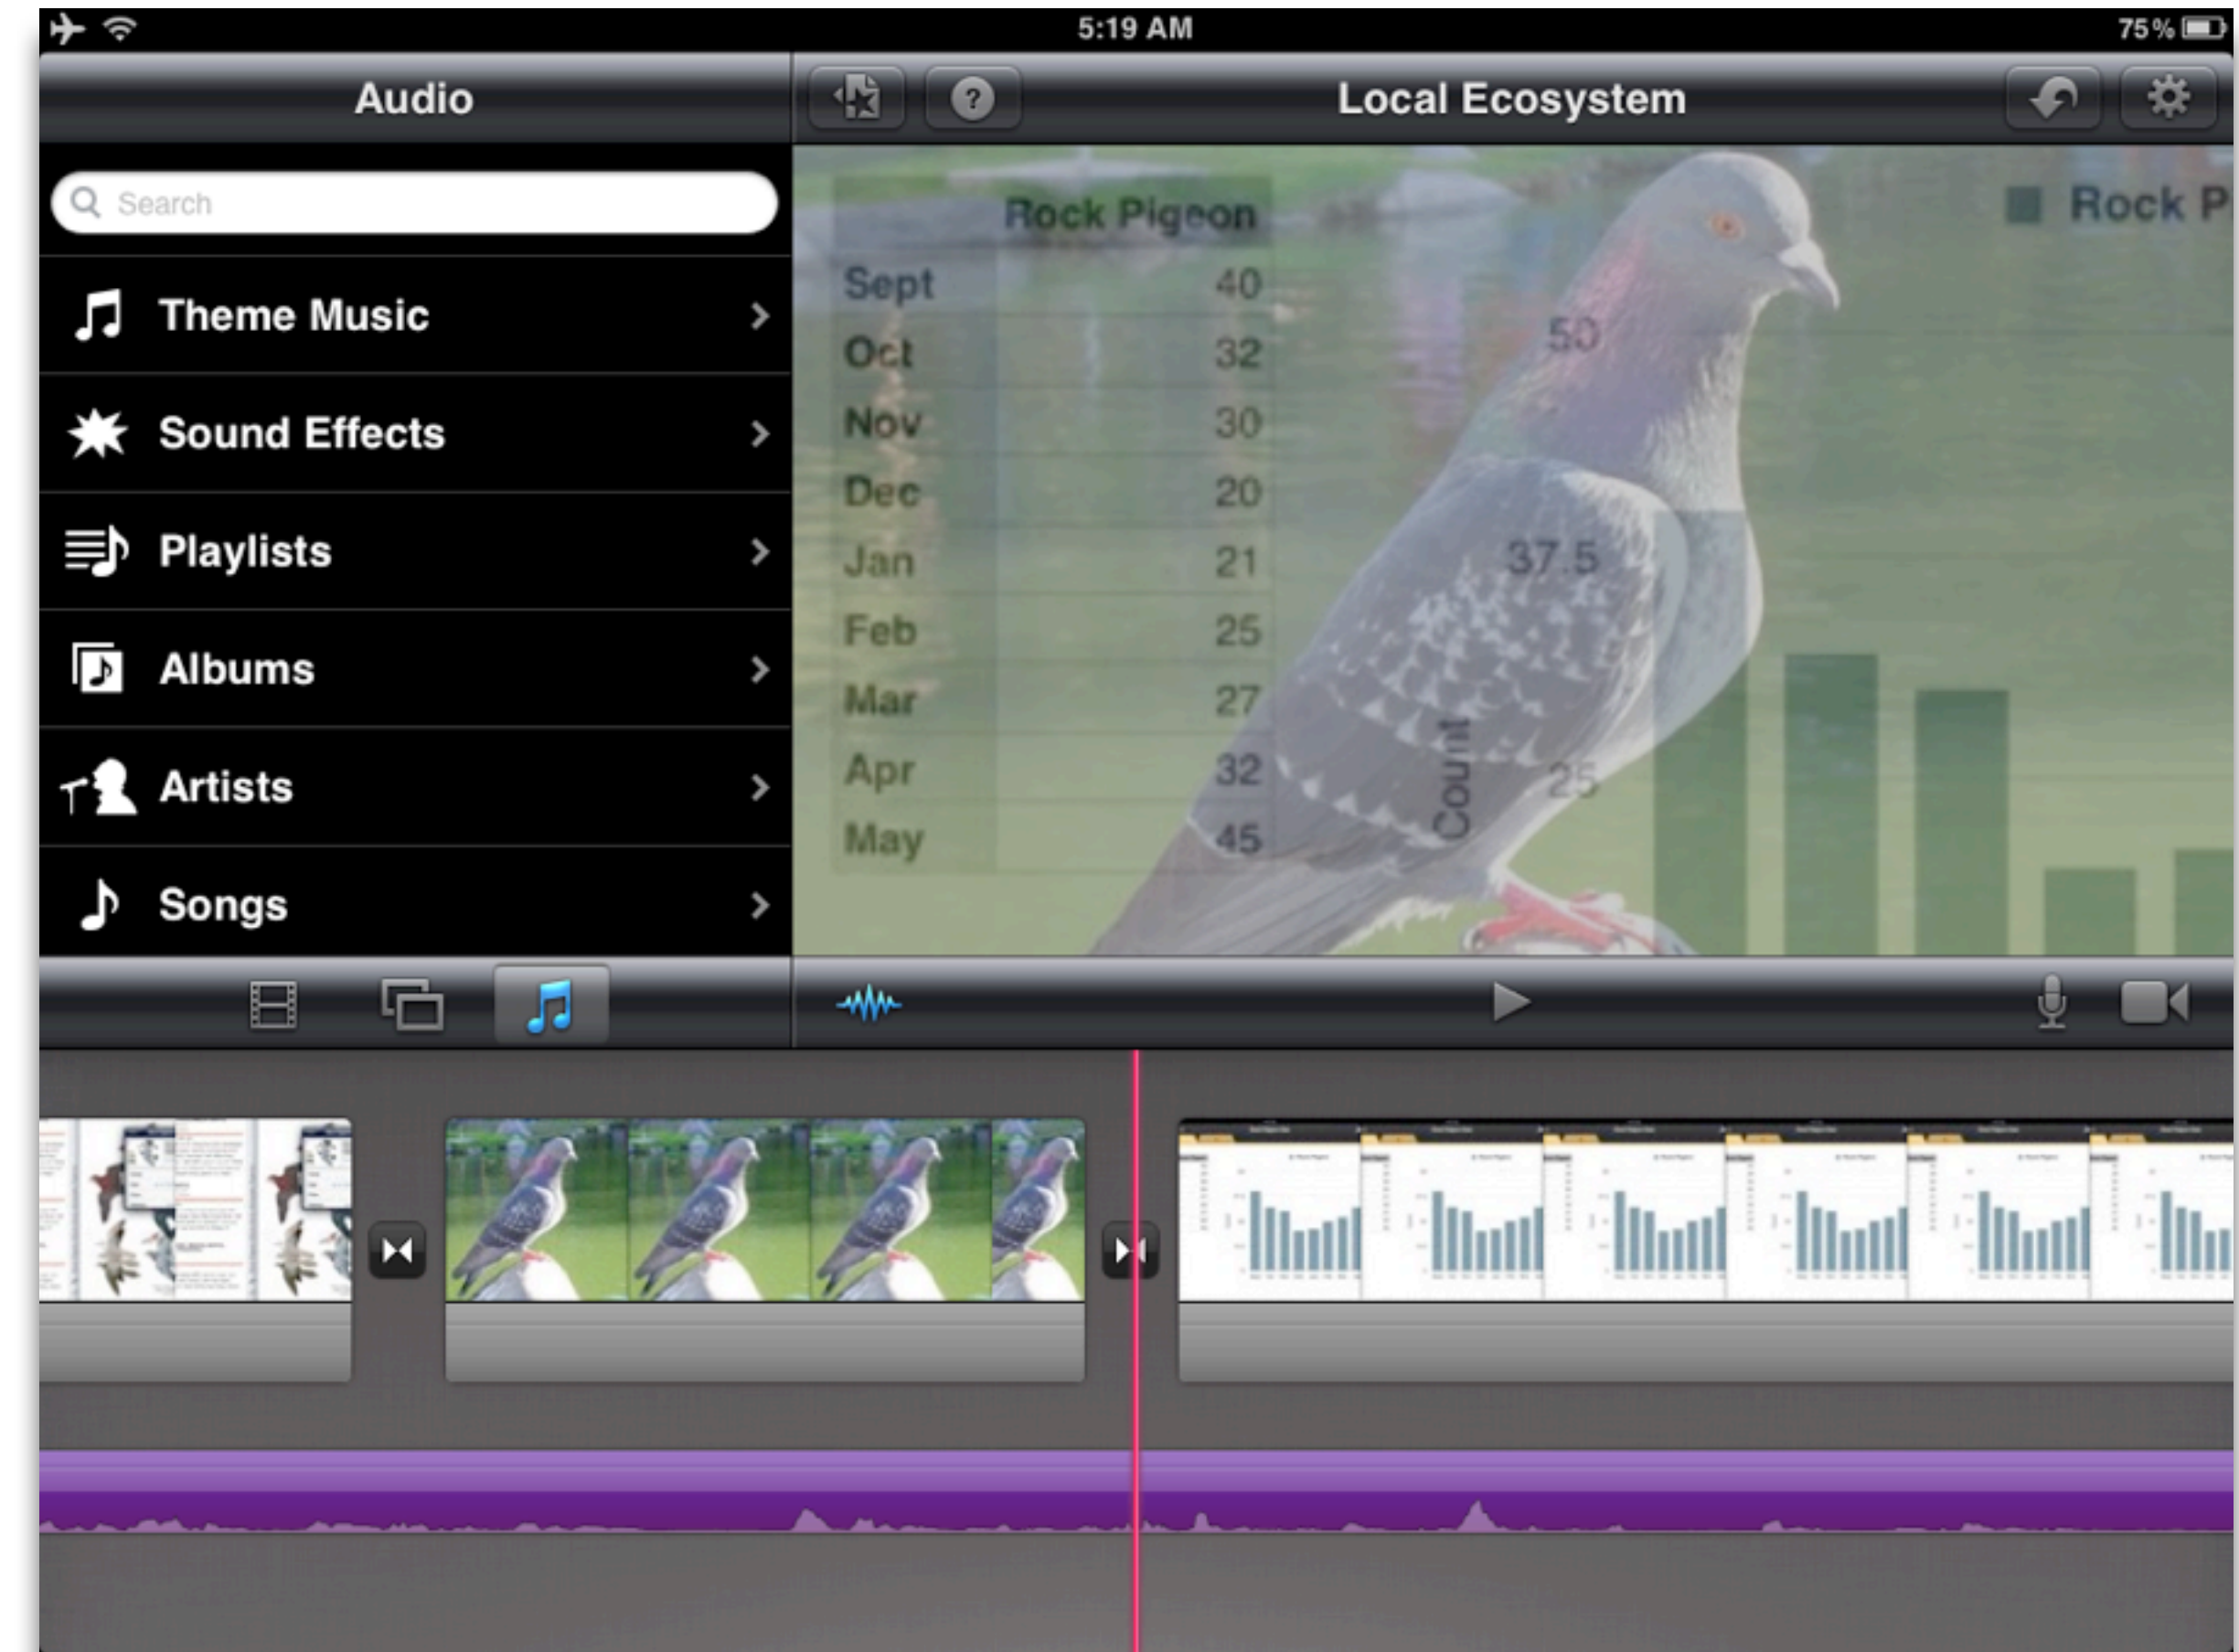 5:19 AM
75%
Audio
Local Ecosystem
Search
Theme Music
Sound Effects
Playlists
Albums
Artists
Songs
Rock Pigeon
Sept 40
Oct 32
Nov 30
Dec 20
Jan 21
Feb 25
Mar 27
Apr 32
May 45
Rock P
50
37.5
25
Count